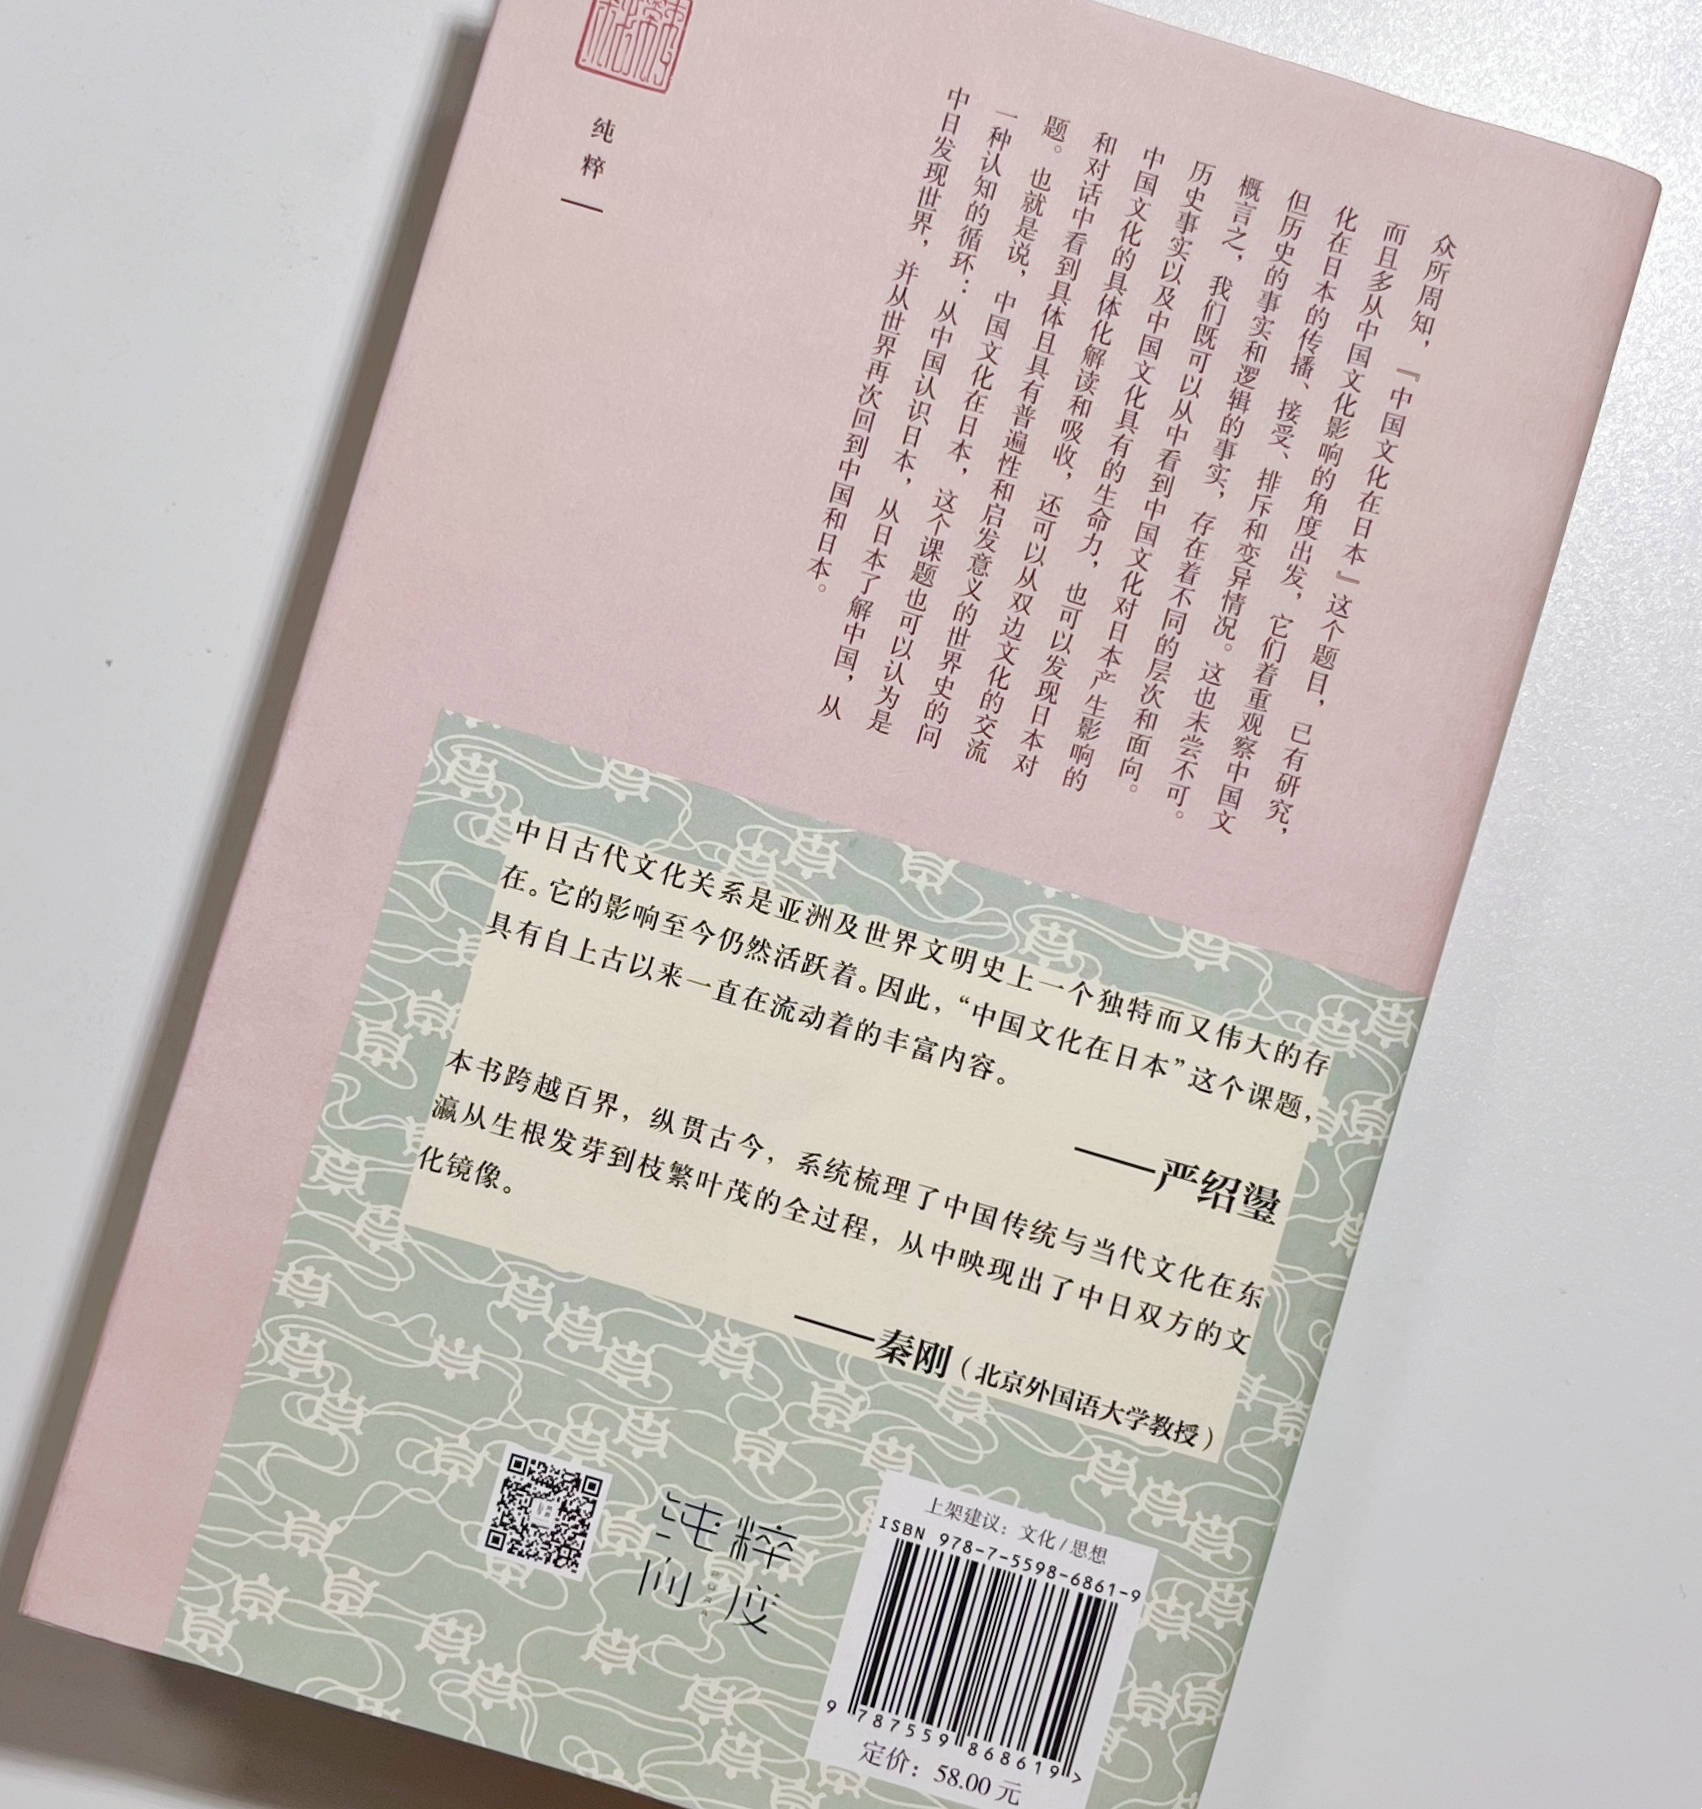 纯粹一
众所周知，『中国文化在日本』这个题目，已有研究，
而且多从中国文化影响的角度出发，它们着重观察中国文
化在日本的传播、接受、排斥和变异情况。这也未尝不可。
但历史的事实和逻辑的事实，存在着不同的层次和面向。
概言之，我们既可以从中看到中国文化对日本产生影响的
历史事实以及中国文化具有的生命力，也可以发现日本对
中国文化的具体化解读和吸收，还可以从双边文化的交流
和对话中看到具体且具有普遍性和启发意义的世界史的问
题。也就是说，中国文化在日本，这个课题也可以认为是
一种认知的循环：从中国认识日本，从日本了解中国，从
中日发现世界，并从世界再次回到中国和日本。
中日古代文化关系是亚洲及世界文明史上一个独特而又伟大的存
在。它的影响至今仍然活跃着。因此，“中国文化在日本”这个课题，
具有自上古以来一直在流动着的丰富内容。
——严绍璗
本书跨越百界，纵贯古今，系统梳理了中国传统与当代文化在东
瀛从生根发芽到枝繁叶茂的全过程，从中映现出了中日双方的文
化镜像。
——秦刚（北京外国语大学教授）
纯粹
阅度
上架建议：文化/思想
ISBN 978-7-5598-6861-9
9 787559 868619 >
定价：58.00 元